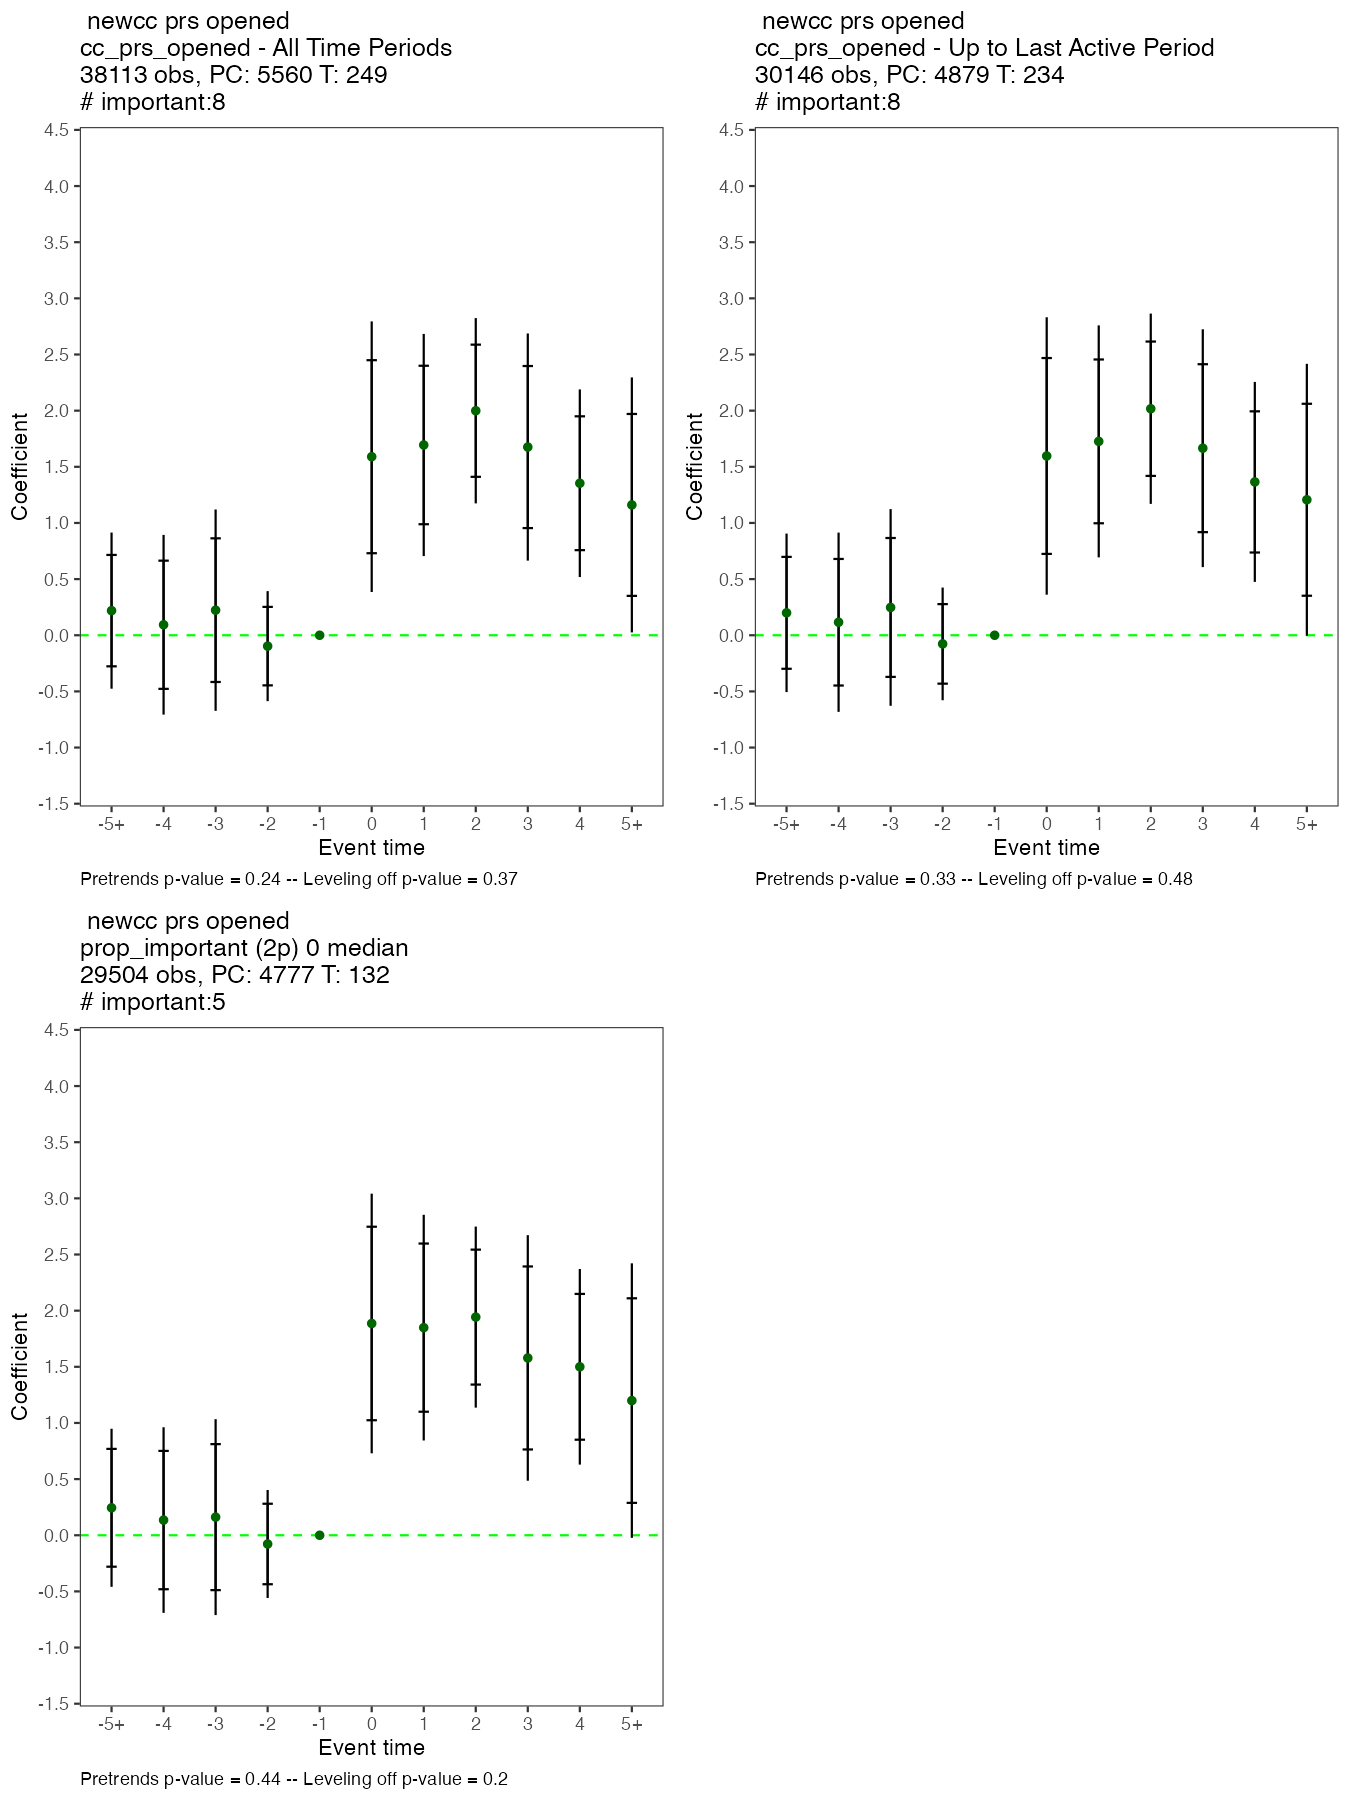 newcc prs opened
cc_prs_opened - All Time Periods
38113 obs, PC: 5560 T: 249
# important:8
4.5
4.0
3.5
3.0
2.5
2.0
1.5
1.0
0.5
0.0
-0.5
-1.0
-1.5
Coefficient
-5+ -4 -3 -2 -1 0 1 2 3 4 5+
Event time
Pretrends p-value = 0.24 -- Leveling off p-value = 0.37
newcc prs opened
cc_prs_opened - Up to Last Active Period
30146 obs, PC: 4879 T: 234
# important:8
4.5
4.0
3.5
3.0
2.5
2.0
1.5
1.0
0.5
0.0
-0.5
-1.0
-1.5
Coefficient
-5+ -4 -3 -2 -1 0 1 2 3 4 5+
Event time
Pretrends p-value = 0.33 -- Leveling off p-value = 0.48
newcc prs opened
prop_important (2p) 0 median
29504 obs, PC: 4777 T: 132
# important:5
4.5
4.0
3.5
3.0
2.5
2.0
1.5
1.0
0.5
0.0
-0.5
-1.0
-1.5
Coefficient
-5+ -4 -3 -2 -1 0 1 2 3 4 5+
Event time
Pretrends p-value = 0.44 -- Leveling off p-value = 0.2